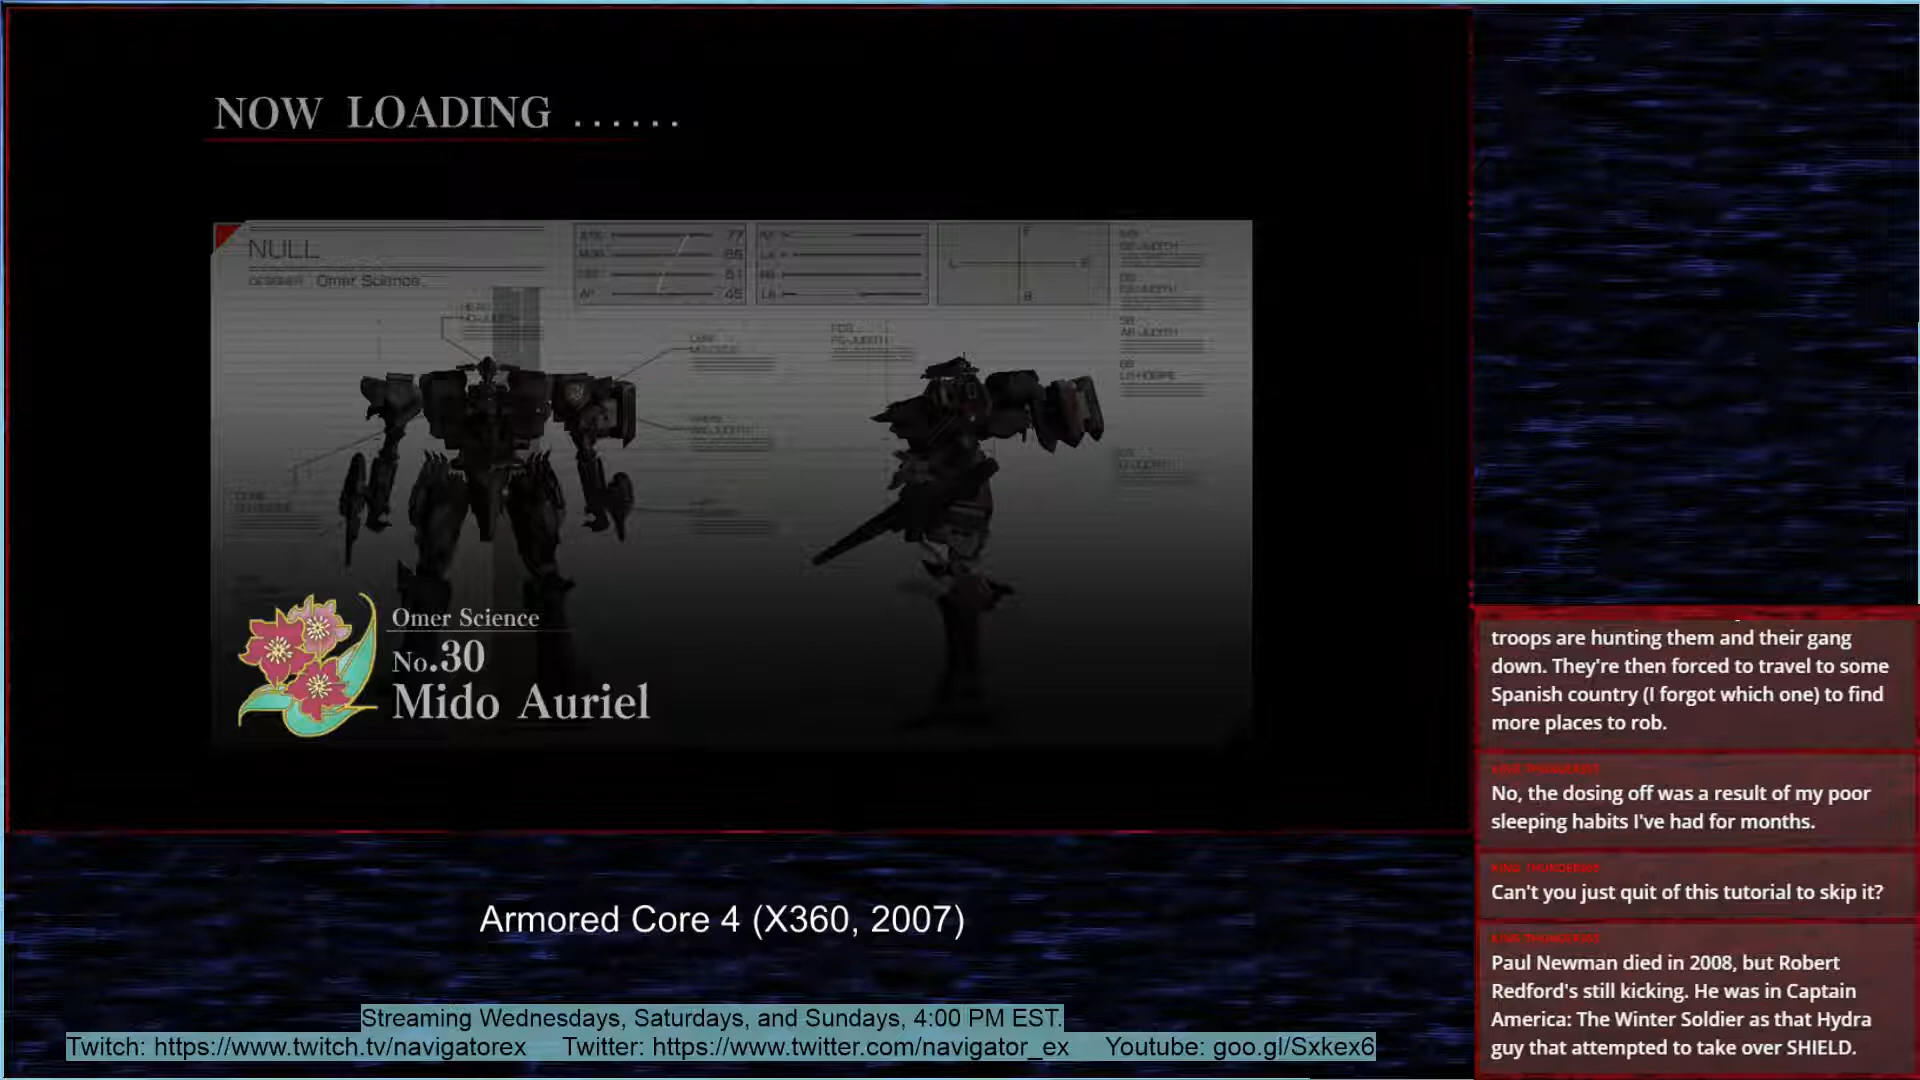 NOW LOADING ......
NULL
DESIGNER Omer Science
77
45
F
B
Omer Science
No.30
Mido Auriel
troops are hunting them and their gang
down. They're then forced to travel to some
Spanish country (I forgot which one) to find
more places to rob.
No, the dosing off was a result of my poor
sleeping habits I've had for months.
Can't you just quit of this tutorial to skip it?
Paul Newman died in 2008, but Robert
Redford's still kicking. He was in Captain
America: The Winter Soldier as that Hydra
guy that attempted to take over SHIELD.
Armored Core 4 (X360, 2007)
Streaming Wednesdays, Saturdays, and Sundays, 4:00 PM EST.
Twitch: https://www.twitch.tv/navigatorex Twitter: https://www.twitter.com/navigator_ex Youtube: goo.gl/Sxkex6